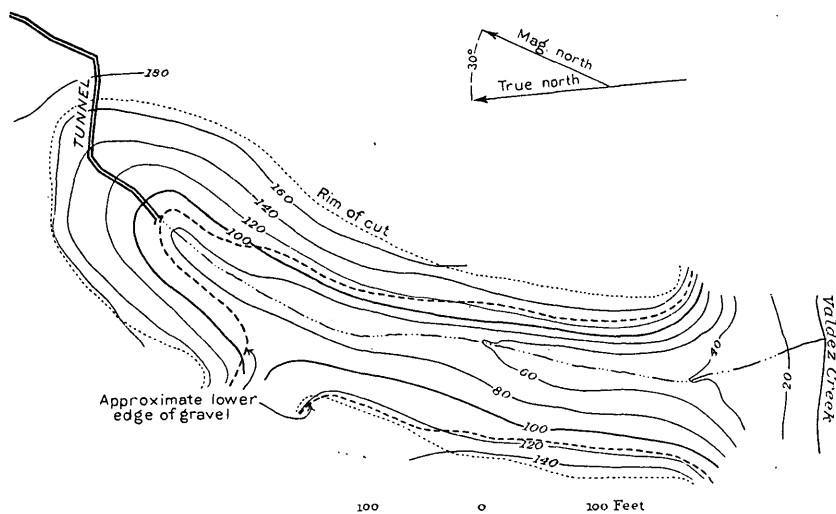 Mag. north
30°
True north
180
TUNNEL
160
Rim of cut
140
120
100
40
20
60
80
Valdez Creek
Approximate lower
edge of gravel
100
120
140
100 0 100 Feet